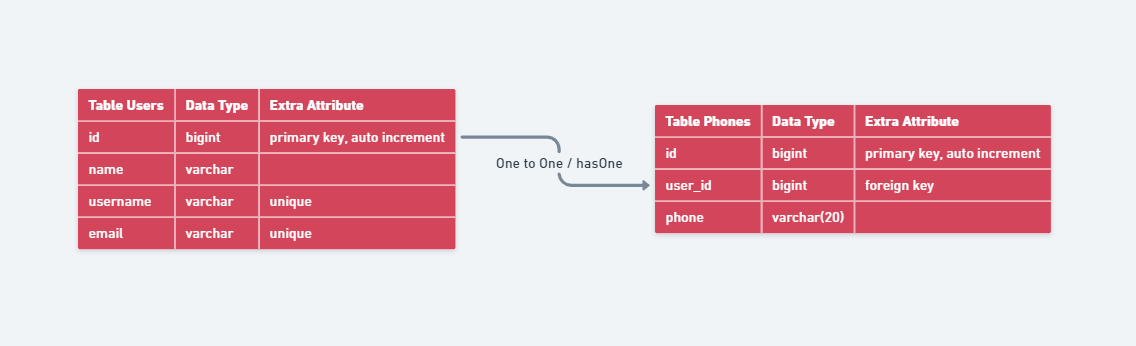 Table Users Data Type Extra Attribute
id bigint primary key, auto increment
name varchar
username varchar unique
email varchar unique
One to One / hasOne
Table Phones Data Type Extra Attribute
id bigint primary key, auto increment
user_id bigint foreign key
phone varchar(20)